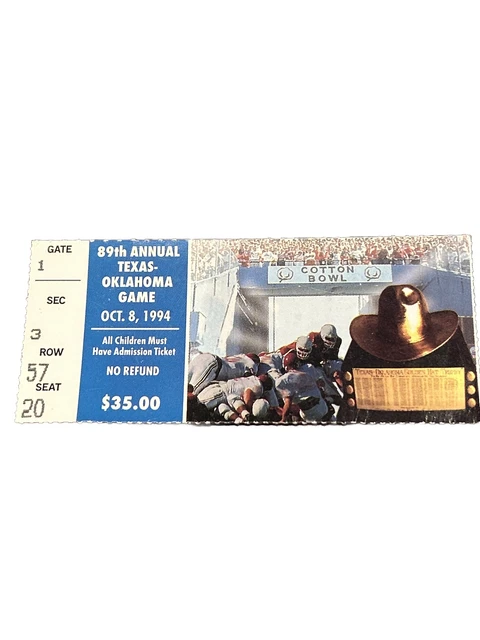 GATE
1
SEC
3
ROW
57
SEAT
20
89th ANNUAL
TEXAS-
OKLAHOMA
GAME
OCT. 8, 1994
All Children Must
Have Admission Ticket
NO REFUND
$35.00
COTTON
BOWL